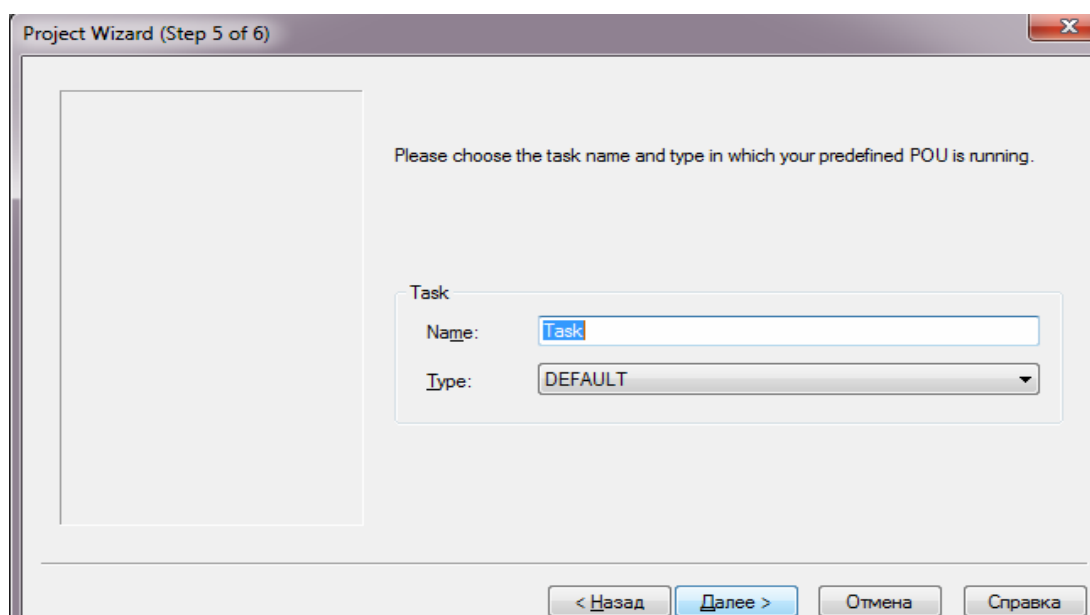 Project Wizard (Step 5 of 6)
Please choose the task name and type in which your predefined POU is running.
Task
Name:
Task
Type:
DEFAULT
< Назад
Далее >
Отмена
Справка